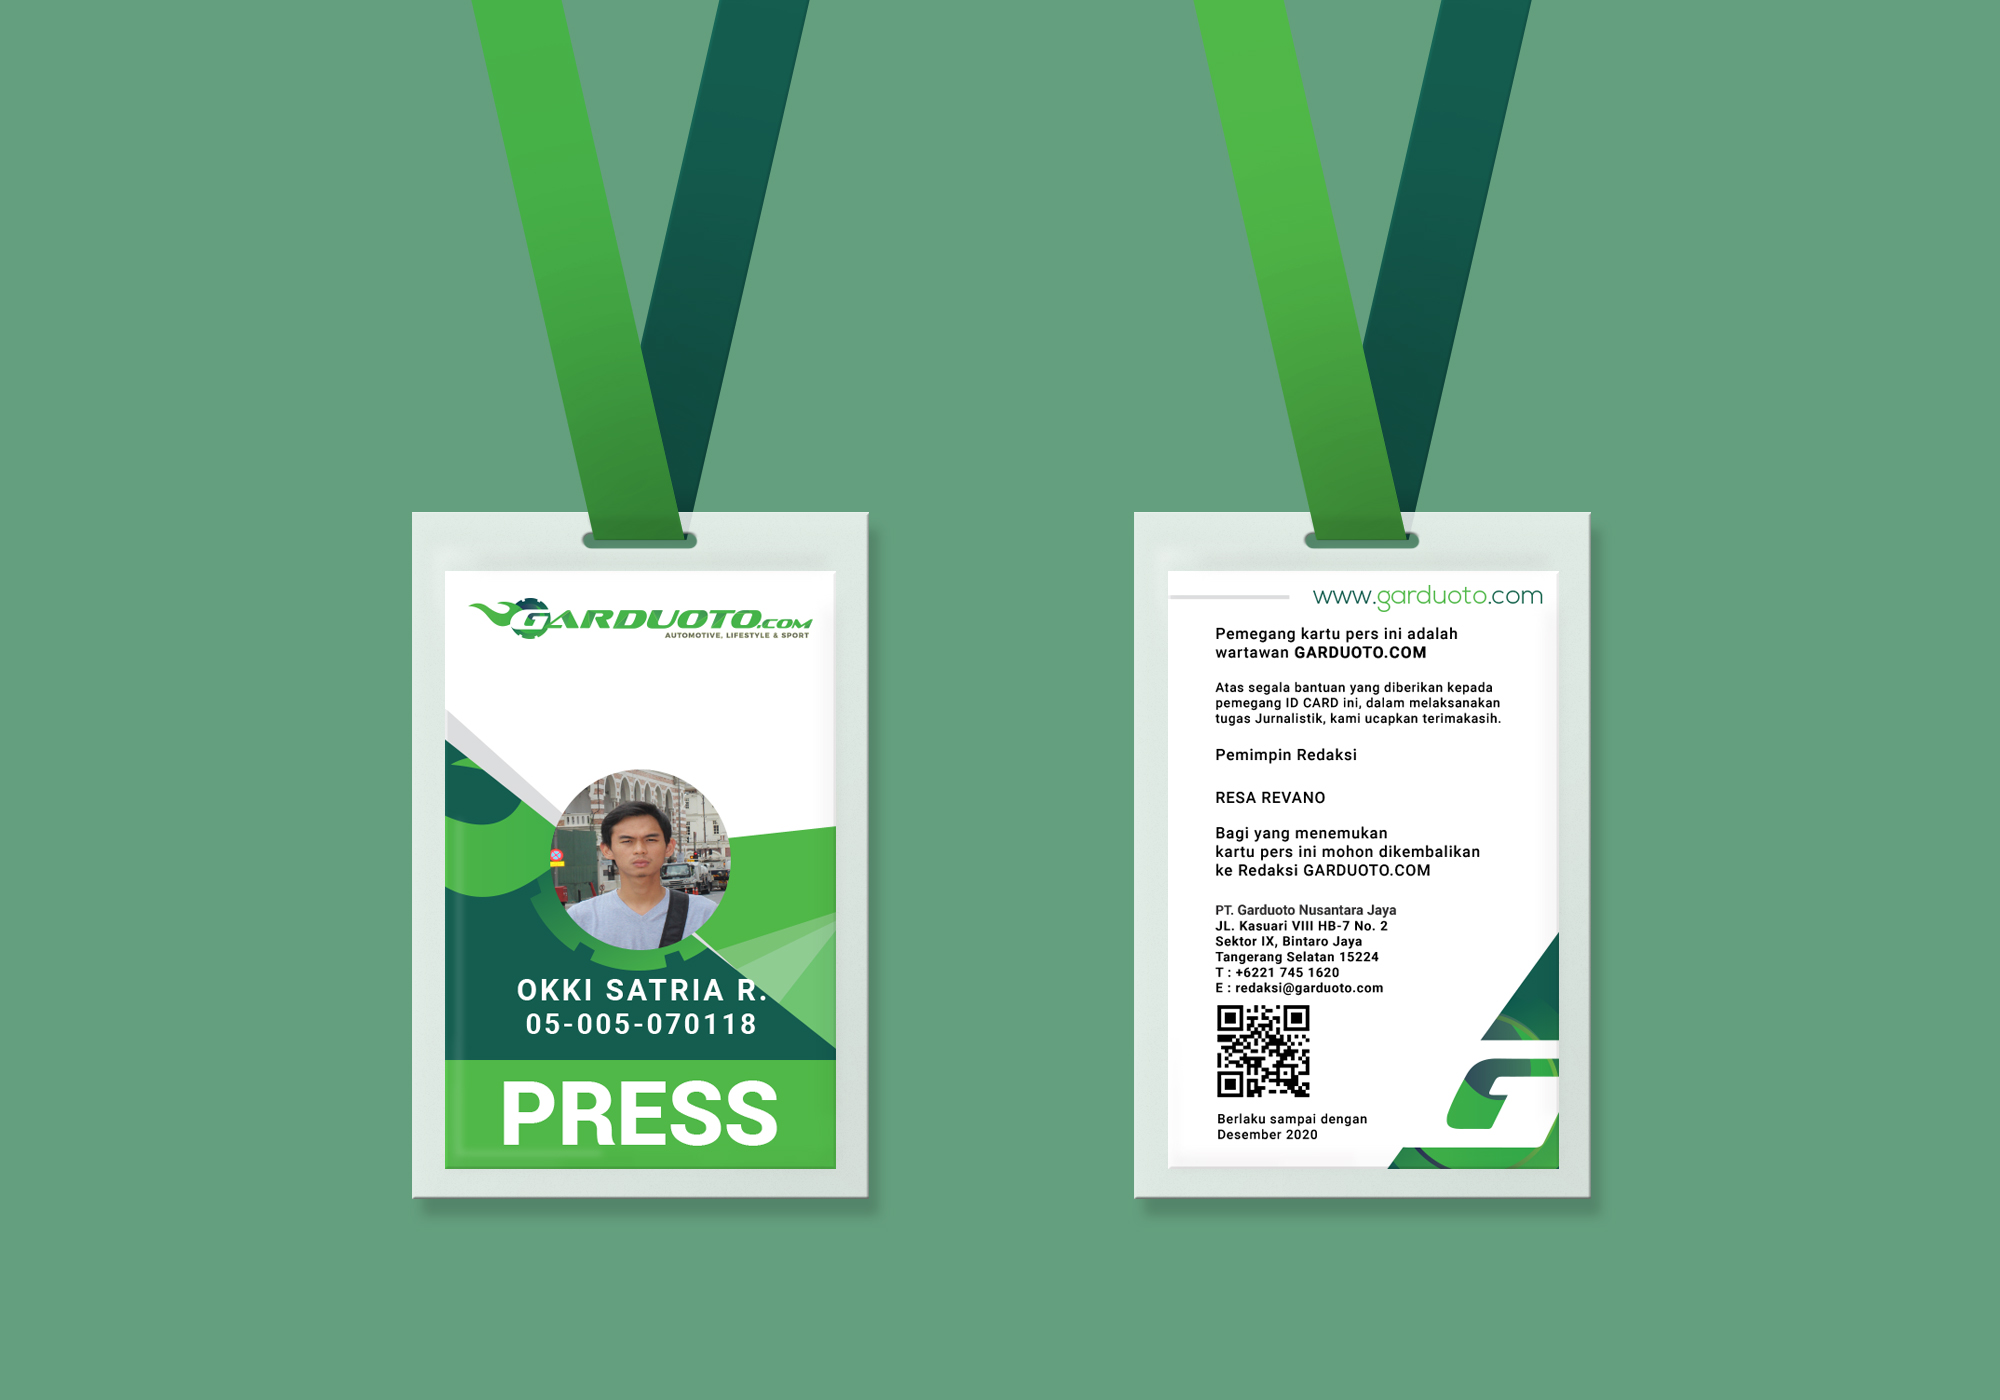 GARDUOTO.COM
AUTOMOTIVE, LIFESTYLE & SPORT
OKKI SATRIA R.
05-005-070118
PRESS
www.garduoto.com
Pemegang kartu pers ini adalah
wartawan GARDUOTO.COM
Atas segala bantuan yang diberikan kepada
pemegang ID CARD ini, dalam melaksanakan
tugas Jurnalistik, kami ucapkan terimakasih.
Pemimpin Redaksi
RESA REVANO
Bagi yang menemukan
kartu pers ini mohon dikembalikan
ke Redaksi GARDUOTO.COM
PT. Garduoto Nusantara Jaya
JL. Kasuari VIII HB-7 No. 2
Sektor IX, Bintaro Jaya
Tangerang Selatan 15224
T : +6221 745 1620
E : redaksi@garduoto.com
Berlaku sampai dengan
Desember 2020
G